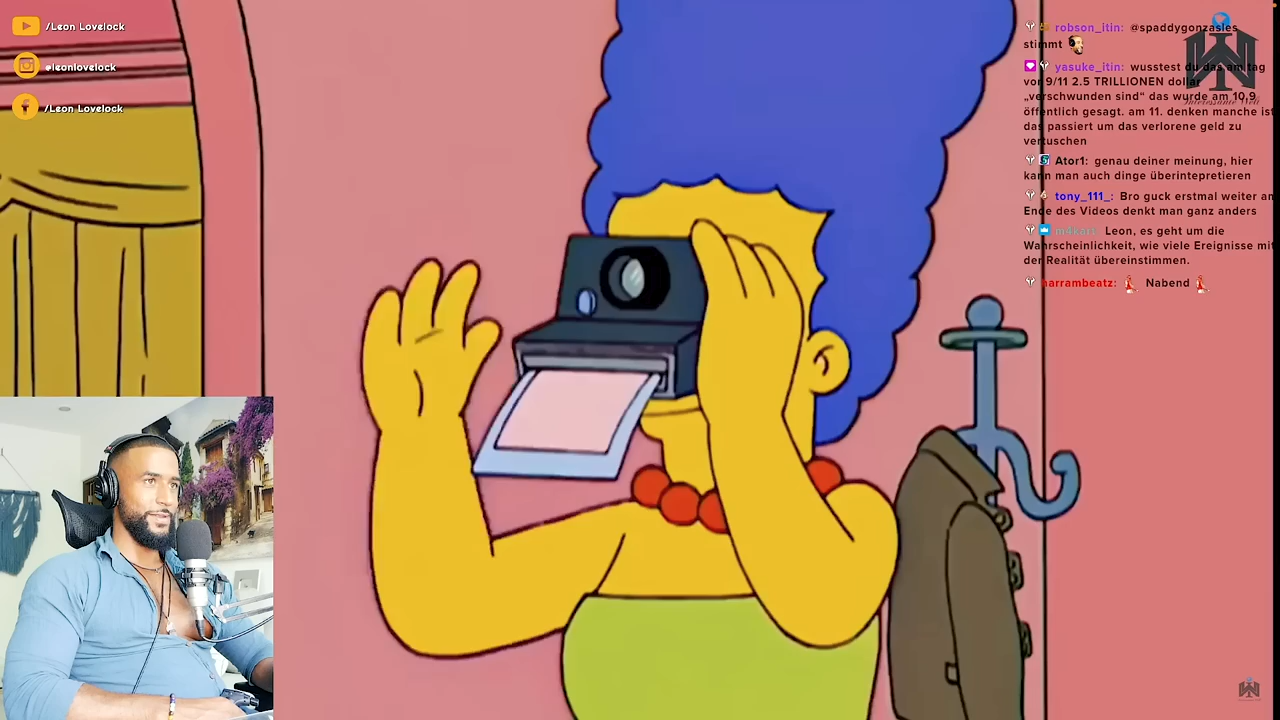 /Leon Lovelock
@leonlovelock
/Leon Lovelock
robson_itin: @spaddygonzasles
stimmt
yasuke_itin: wusstest du das am tag
vor 9/11 2.5 TRILLIONEN dollar
„verschwunden sind“ das wurde am 10.9
öffentlich gesagt. am 11. denken manche ist
das passiert um das verlorene geld zu
vertuschen
Ator1: genau deiner meinung, hier
kann man auch dinge überintepretieren
tony_111_: Bro guck erstmal weiter am
Ende des Videos denkt man ganz anders
Leon, es geht um die
Wahrscheinlichkeit, wie viele Ereignisse mit
der Realität übereinstimmen.
harrambeatz: Nabend
Interessante Welt